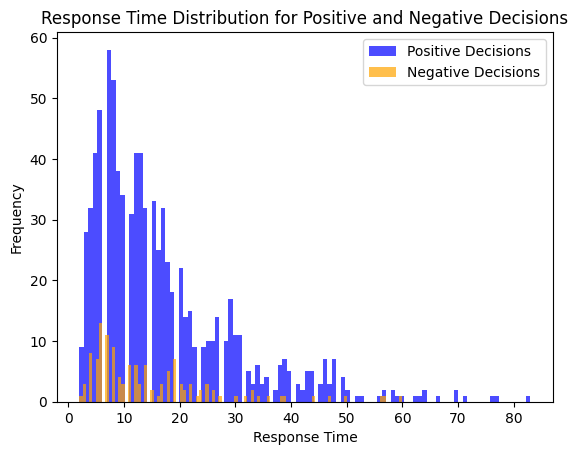 Response Time Distribution for Positive and Negative Decisions
Positive Decisions
Negative Decisions
Frequency
60
50
40
30
20
10
0
0 10 20 30 40 50 60 70 80
Response Time